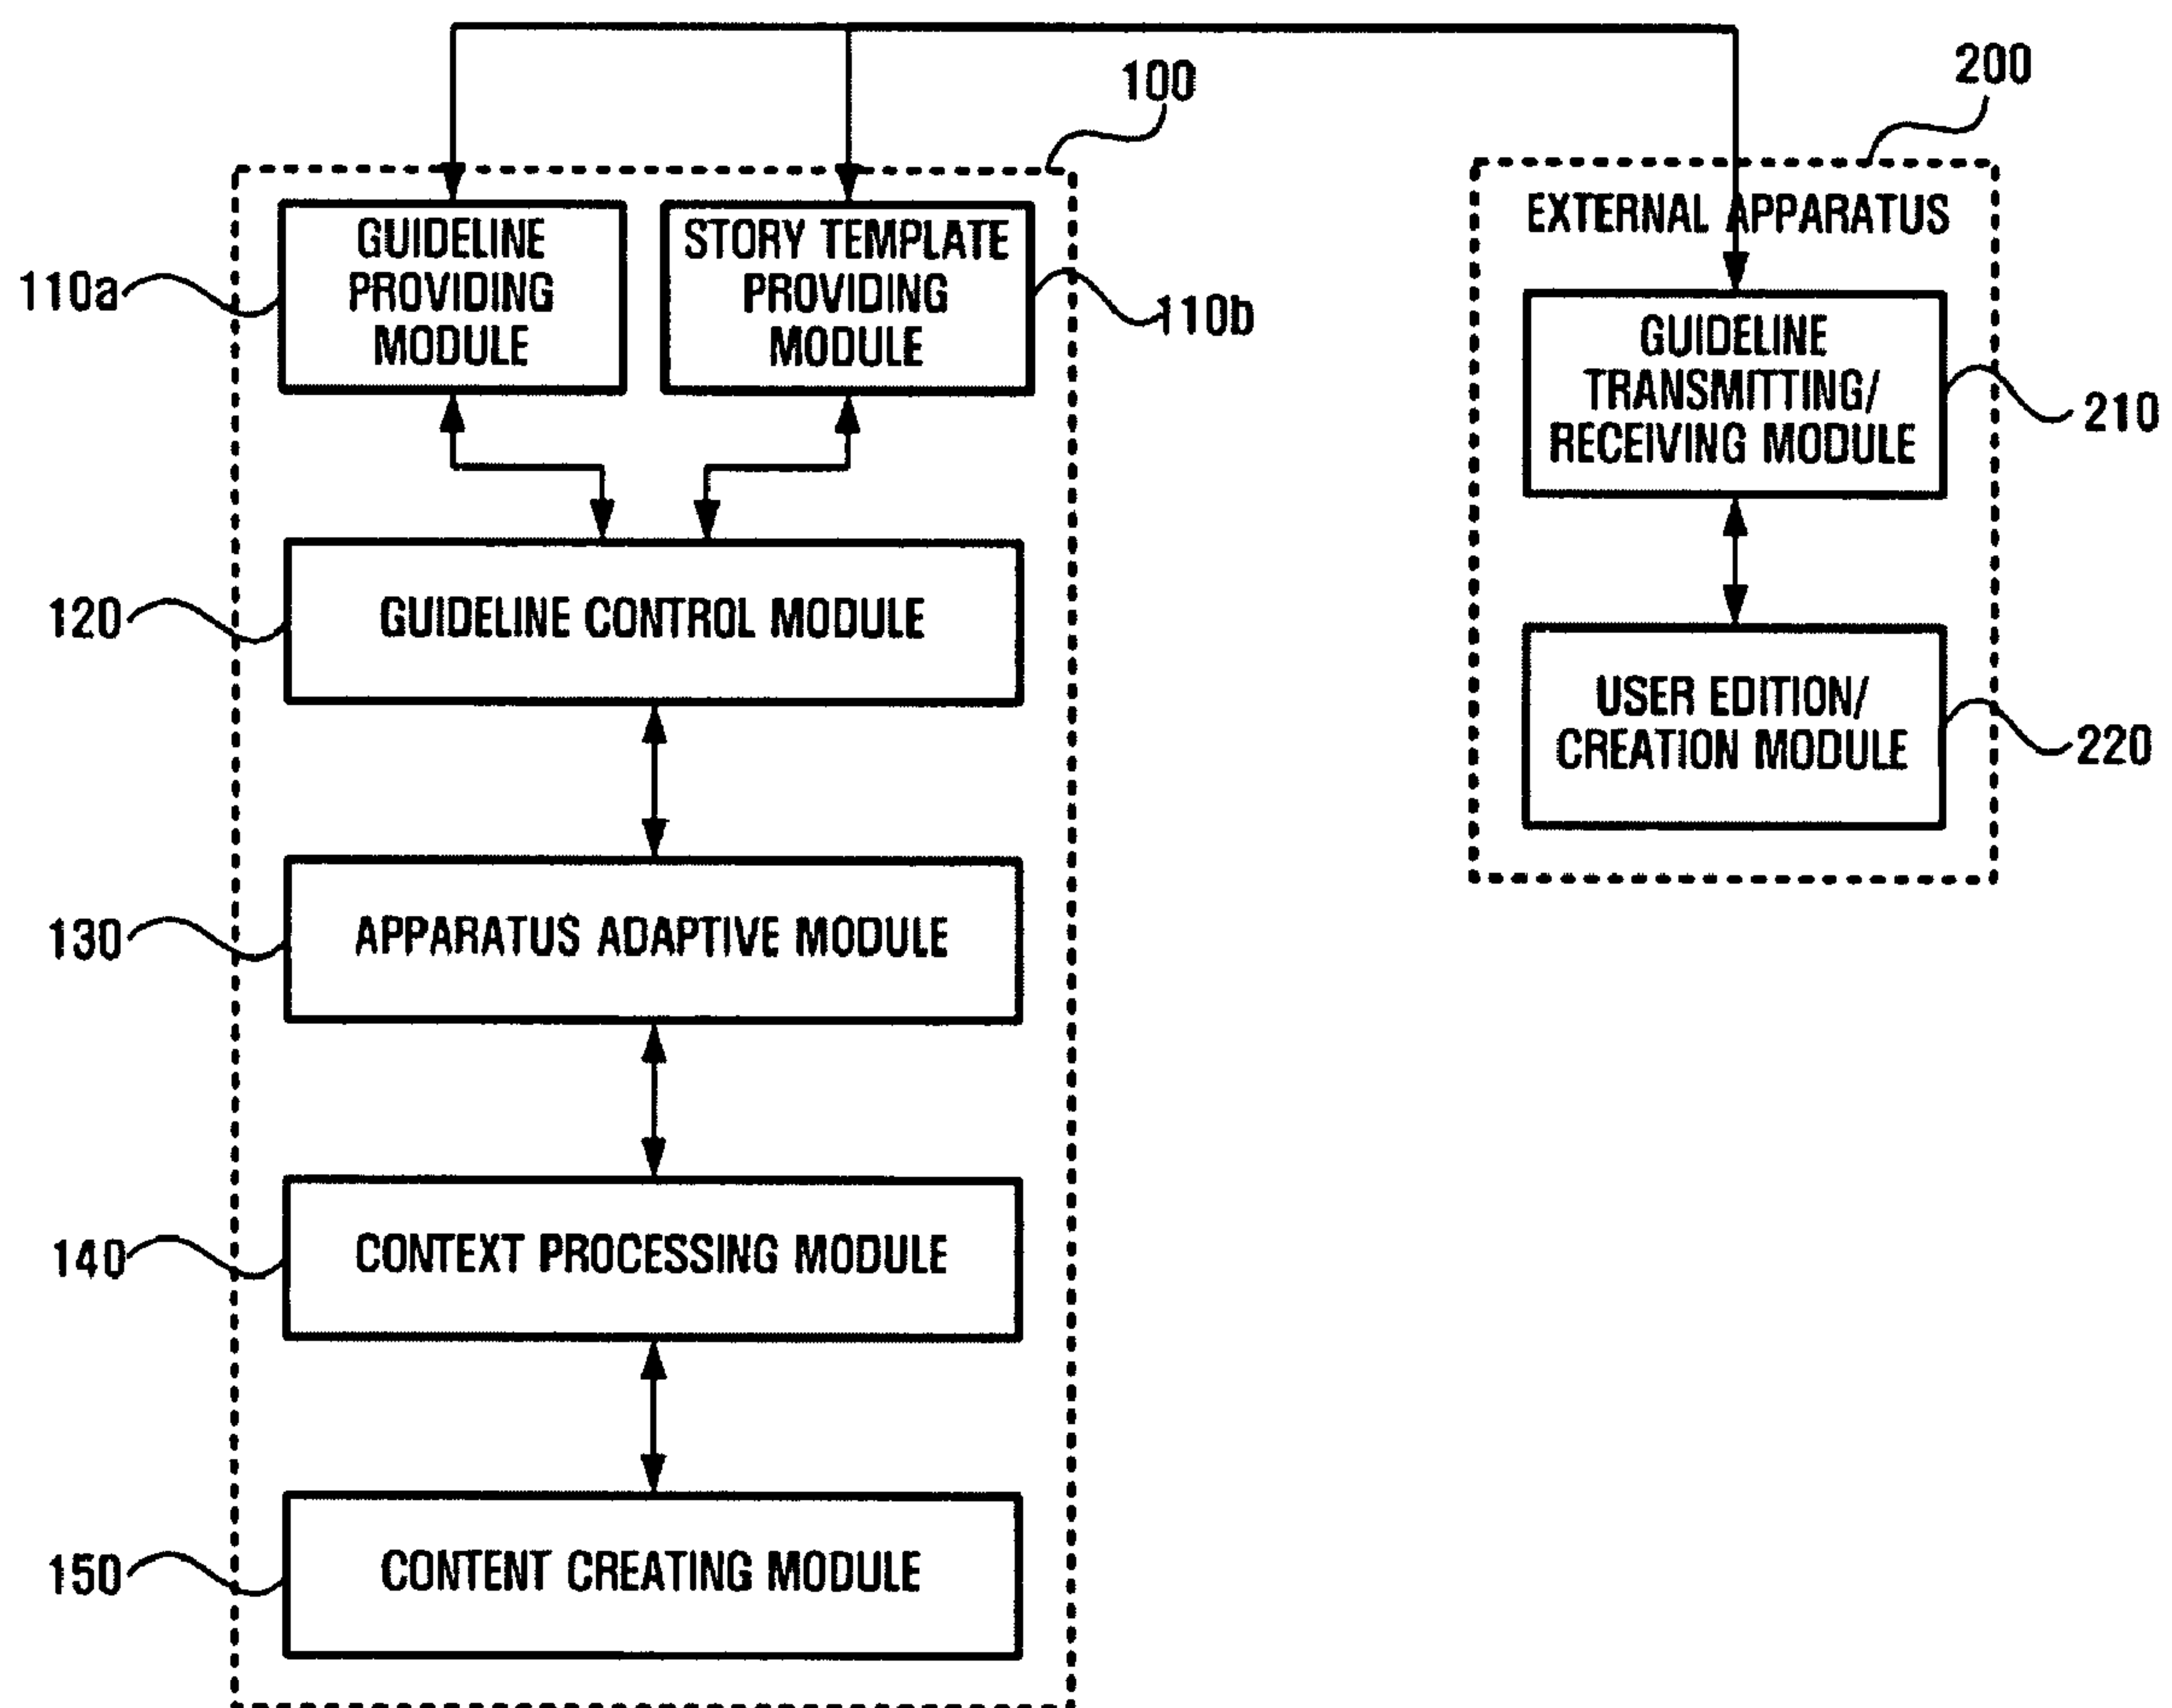 100
200
GUIDELINE
PROVIDING
MODULE
STORY TEMPLATE
PROVIDING
MODULE
110a
110b
EXTERNAL APPARATUS
GUIDELINE
TRANSMITTING/
RECEIVING MODULE
210
120
GUIDELINE CONTROL MODULE
USER EDITION/
CREATION MODULE
220
130
APPARATUS ADAPTIVE MODULE
140
CONTEXT PROCESSING MODULE
150
CONTENT CREATING MODULE